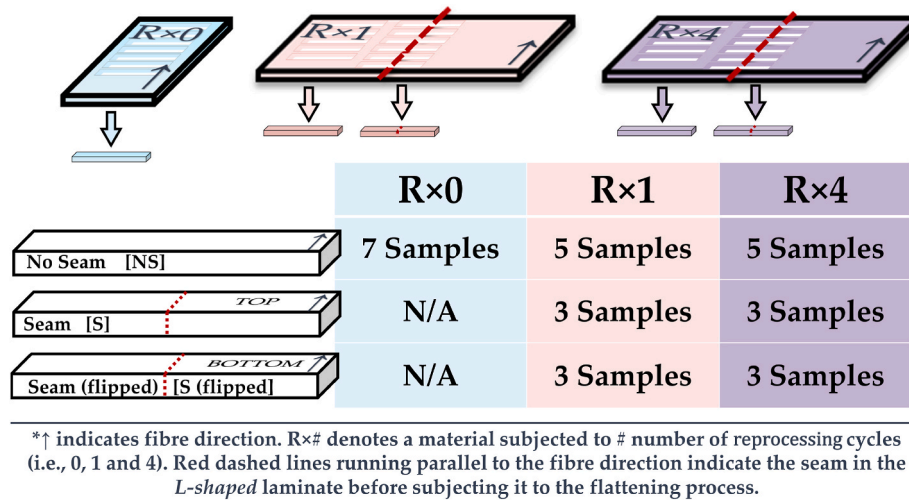 R×0
R×1
R×4
R×0 R×1 R×4
No Seam [NS] 7 Samples 5 Samples 5 Samples
TOP
Seam [S] N/A 3 Samples 3 Samples
BOTTOM
Seam (flipped) [S (flipped] N/A 3 Samples 3 Samples
*↑ indicates fibre direction. R×# denotes a material subjected to # number of reprocessing cycles
(i.e., 0, 1 and 4). Red dashed lines running parallel to the fibre direction indicate the seam in the
L-shaped laminate before subjecting it to the flattening process.